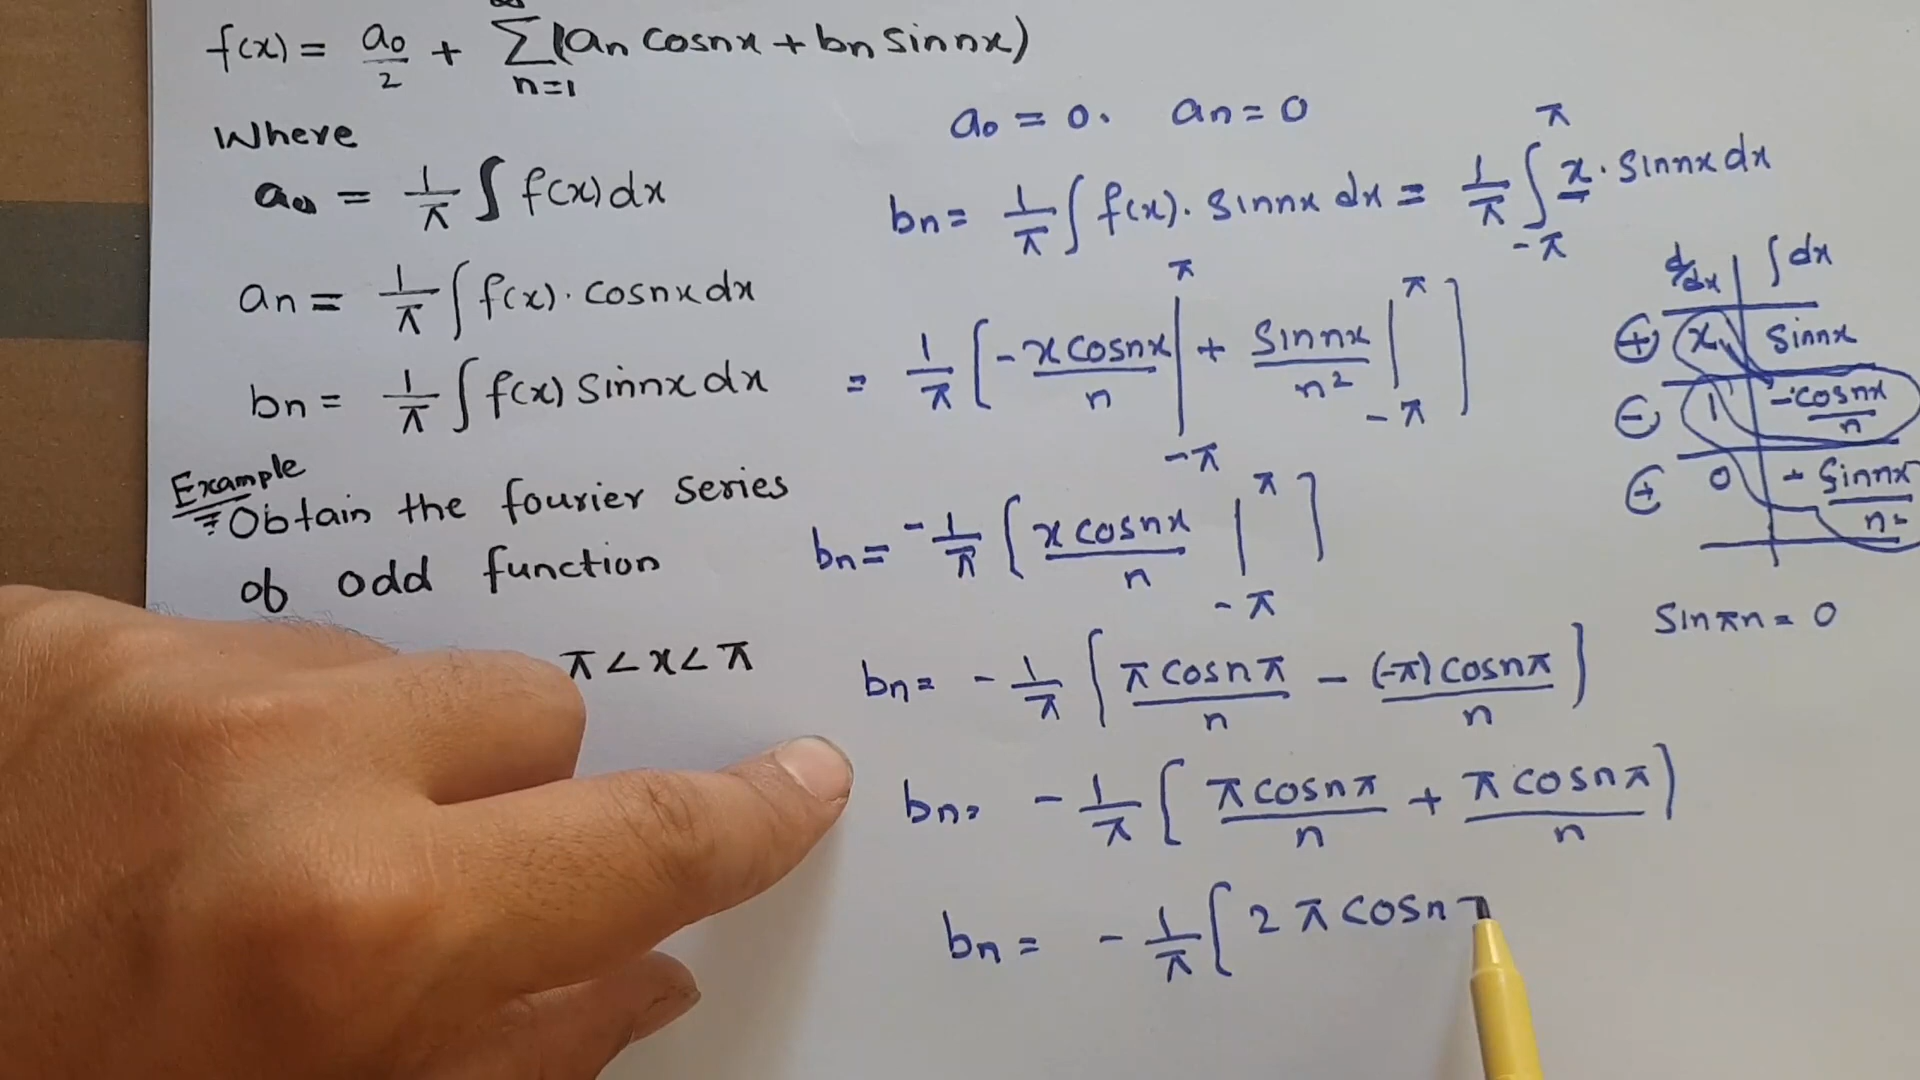 f(x) = a₀/2 + ∑ n=1 (an cosnx + bn sinnx)
Where
a₀ = 1/π ∫ f(x) dx
an = 1/π ∫ f(x) · cosnx dx
bn = 1/π ∫ f(x) sinnx dx
Example
Obtain the fourier series
of odd function
π < x < π
a₀ = 0. an = 0
bn = 1/π ∫ f(x) · sinnx dx = 1/π ∫_{-π}^{π} x · sinnx dx
= 1/π [ -x cosnx / n |_{-π}^{π} + sinnx / n² |_{-π}^{π} ]
bn = -1/π [ x cosnx / n |_{-π}^{π} ]
bn = - 1/π [ π cosnπ / n - (-π) cosnπ / n ]
bn = - 1/π [ π cosnπ / n + π cosnπ / n ]
bn = - 1/π [ 2 π cosn π
d/dx ∫ dx
+ x sinnx
- 1 -cosnx / n
+ 0 - sinnx / n²
sin πn = 0